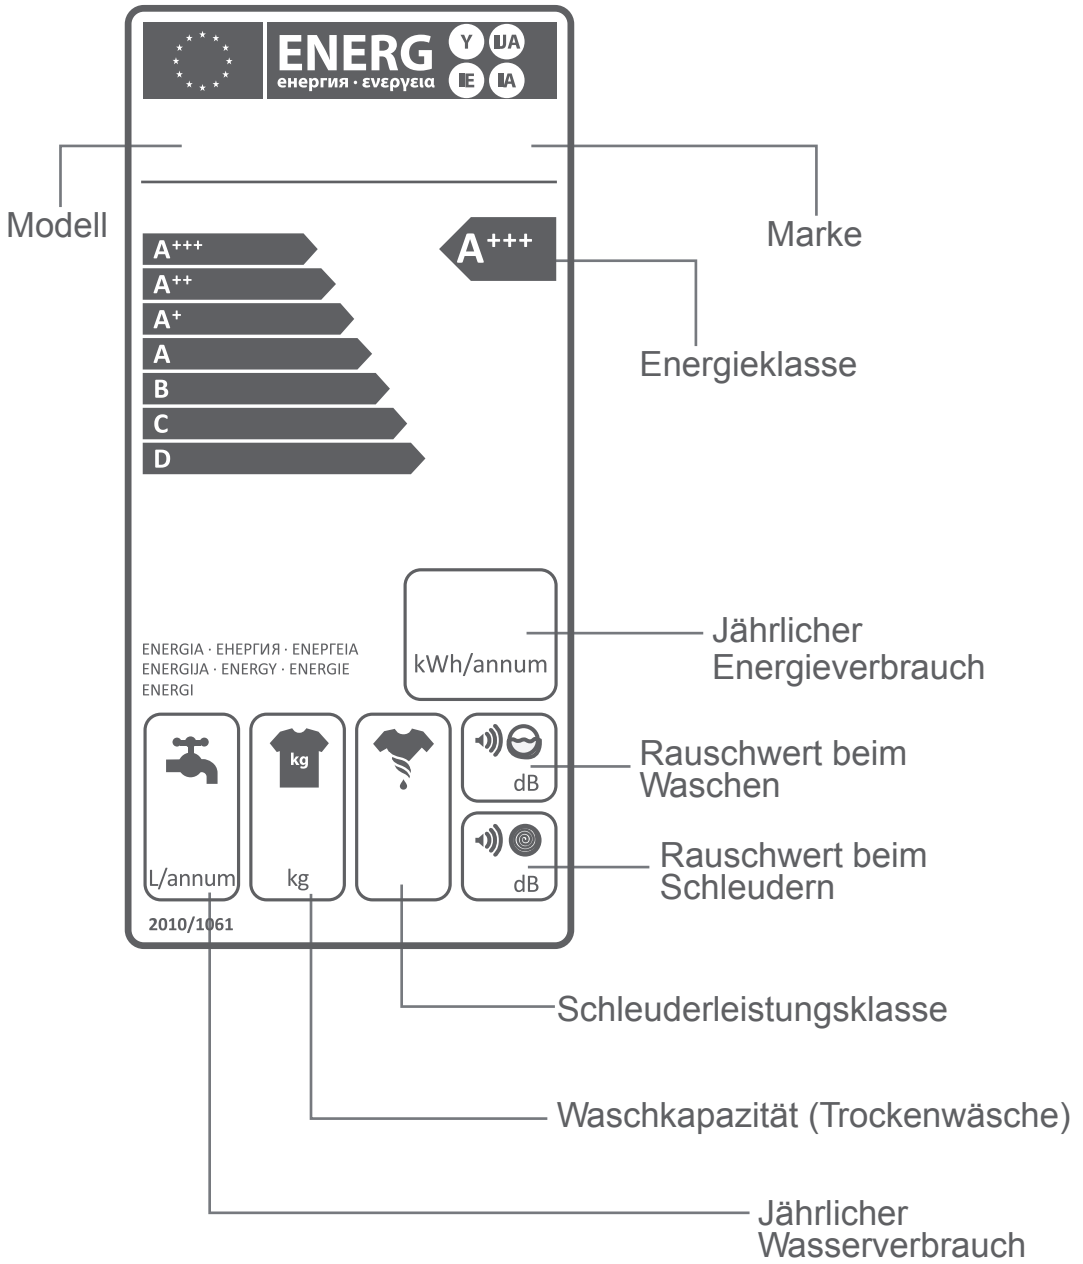 ENERG Y UA
енергия · ενεργεια IE IA
Modell
Marke
A+++
A+++
A++
A+
A
B
C
D
Energieklasse
ENERGIA · ЕНЕРГИЯ · ΕΝΕΡΓΕΙΑ
ENERGIJA · ENERGY · ENERGIE
ENERGI
kWh/annum
Jährlicher
Energieverbrauch
kg
dB
Rauschwert beim
Waschen
L/annum
kg
dB
Rauschwert beim
Schleudern
2010/1061
Schleuderleistungsklasse
Waschkapazität (Trockenwäsche)
Jährlicher
Wasserverbrauch